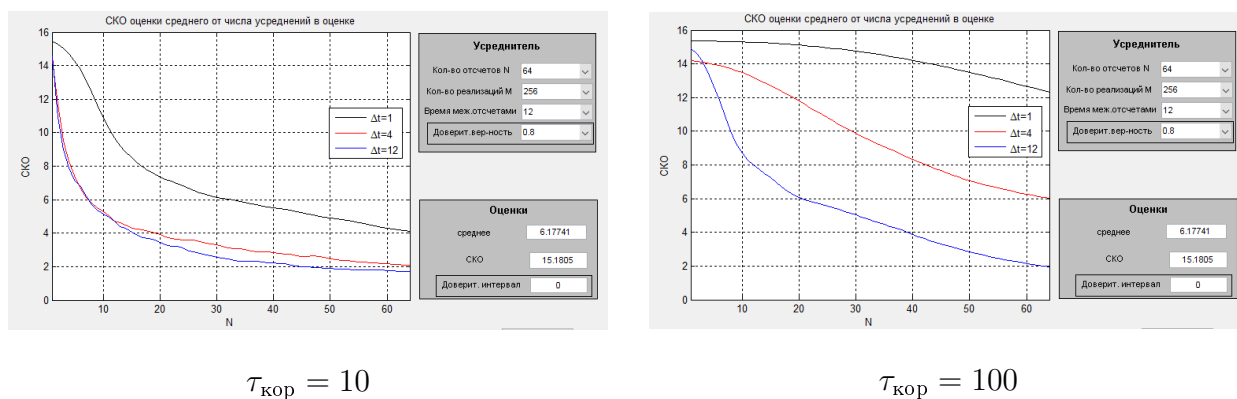 СКО оценки среднего от числа усреднений в оценке
16
14
12
10
8
6
4
2
0
10
20
30
40
50
60
СКО
N
Δt=1
Δt=4
Δt=12
Усреднитель
Кол-во отсчетов N 64
Кол-во реализаций M 256
Время меж.отсчетами 12
Доверит.вер-ность 0.8
Оценки
среднее 6.17741
СКО 15.1805
Доверит. интервал 0
τкор = 10
СКО оценки среднего от числа усреднений в оценке
16
14
12
10
8
6
4
2
0
10
20
30
40
50
60
СКО
N
Δt=1
Δt=4
Δt=12
Усреднитель
Кол-во отсчетов N 64
Кол-во реализаций M 256
Время меж.отсчетами 12
Доверит.вер-ность 0.8
Оценки
среднее 6.17741
СКО 15.1805
Доверит. интервал 0
τкор = 100